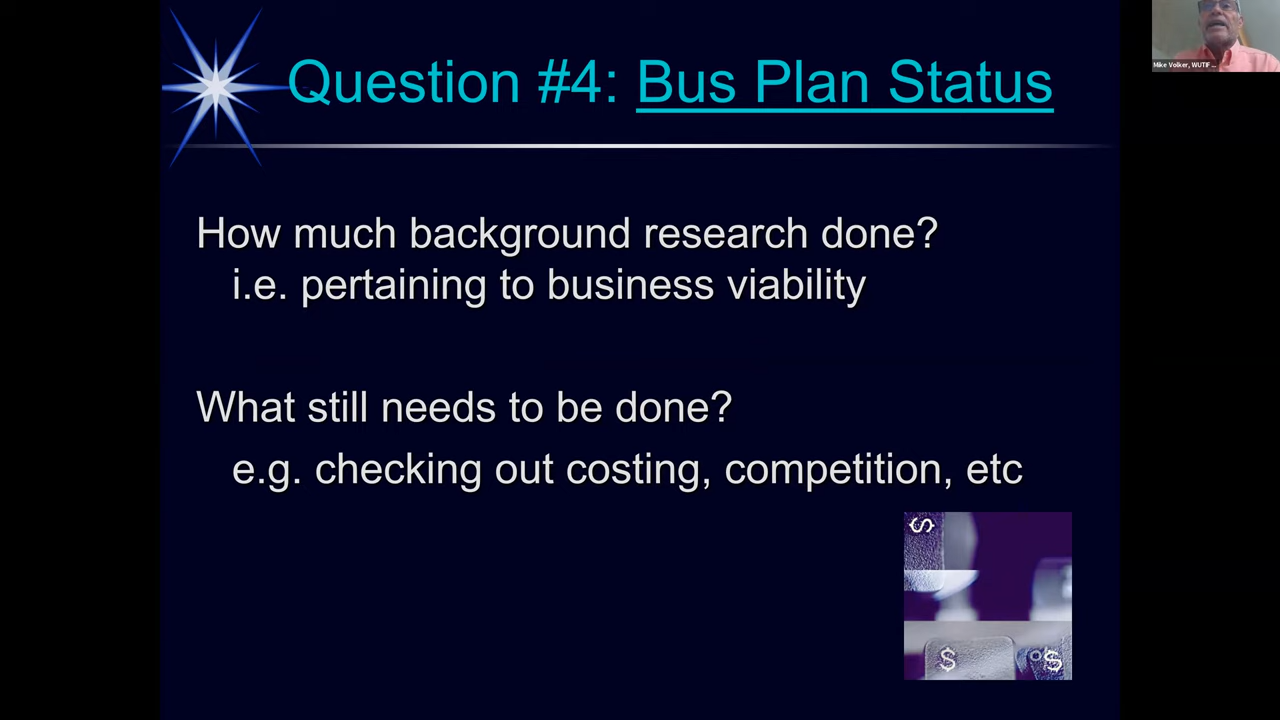 Question #4: Bus Plan Status
Mike Volker, WUTIF ...
How much background research done?
i.e. pertaining to business viability
What still needs to be done?
e.g. checking out costing, competition, etc
$
$
$